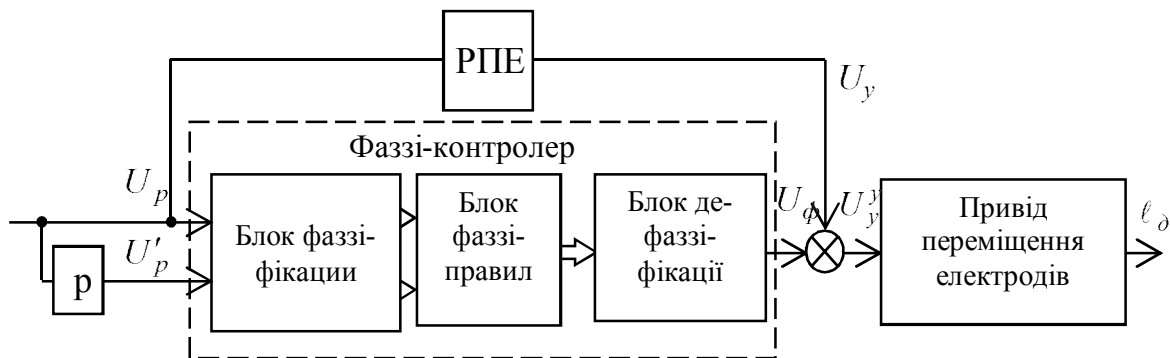 РПЕ
U_y
Фаззі-контролер
U_p
Блок фаззі-
фікации
Блок
фаззі-
правил
Блок де-
фаззі-
фікації
U_ф
U_y^y
Привід
переміщення
електродів
ℓ_д
U'_p
р